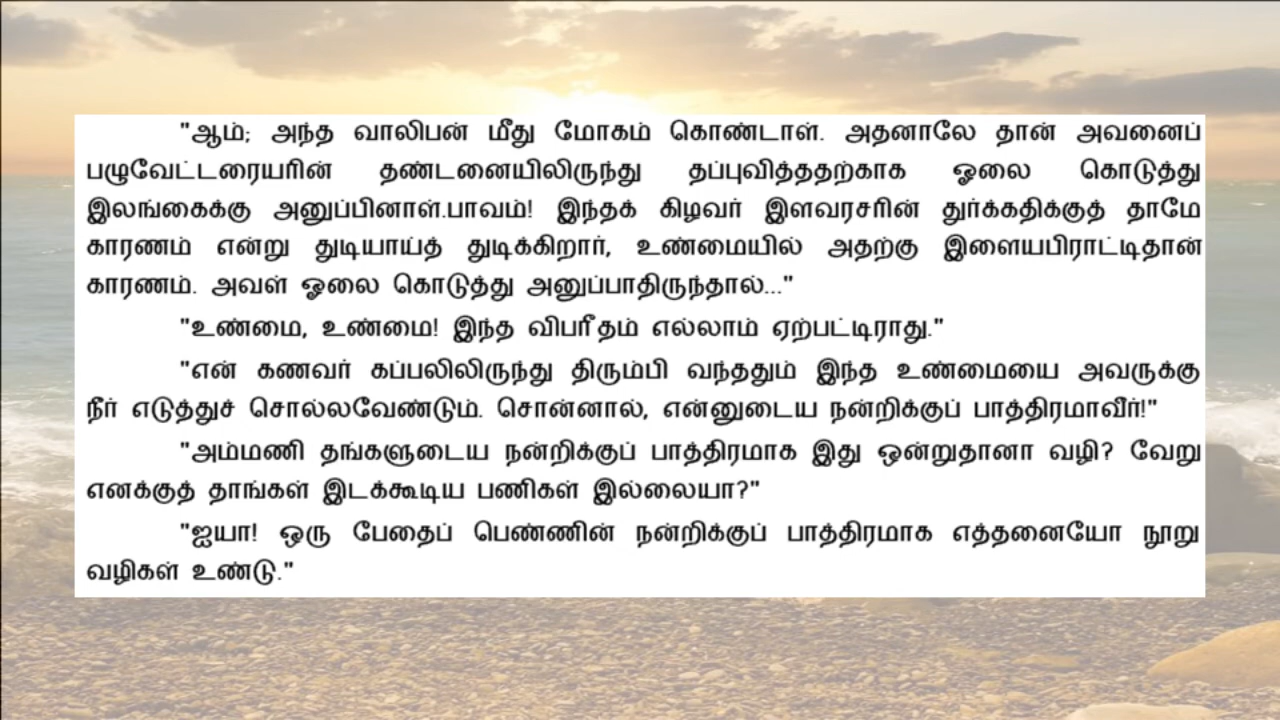 "ஆம்; அந்த வாலிபன் மீது மோகம் கொண்டாள். அதனாலே தான் அவனைப்
பழுவேட்டரையரின் தண்டனையிலிருந்து தப்புவித்ததற்காக ஓலை கொடுத்து
இலங்கைக்கு அனுப்பினாள்.பாவம்! இந்தக் கிழவர் இளவரசரின் துர்க்கதிக்குத் தாமே
காரணம் என்று துடியாய்த் துடிக்கிறார், உண்மையில் அதற்கு இளையபிராட்டிதான்
காரணம். அவள் ஓலை கொடுத்து அனுப்பாதிருந்தால்..."
"உண்மை, உண்மை! இந்த விபரீதம் எல்லாம் ஏற்பட்டிராது."
"என் கணவர் கப்பலிலிருந்து திரும்பி வந்ததும் இந்த உண்மையை அவருக்கு
நீர் எடுத்துச் சொல்லவேண்டும். சொன்னால், என்னுடைய நன்றிக்குப் பாத்திரமாவீர்!"
"அம்மணி தங்களுடைய நன்றிக்குப் பாத்திரமாக இது ஒன்றுதானா வழி? வேறு
எனக்குத் தாங்கள் இடக்கூடிய பணிகள் இல்லையா?"
"ஐயா! ஒரு பேதைப் பெண்ணின் நன்றிக்குப் பாத்திரமாக எத்தனையோ நூறு
வழிகள் உண்டு."